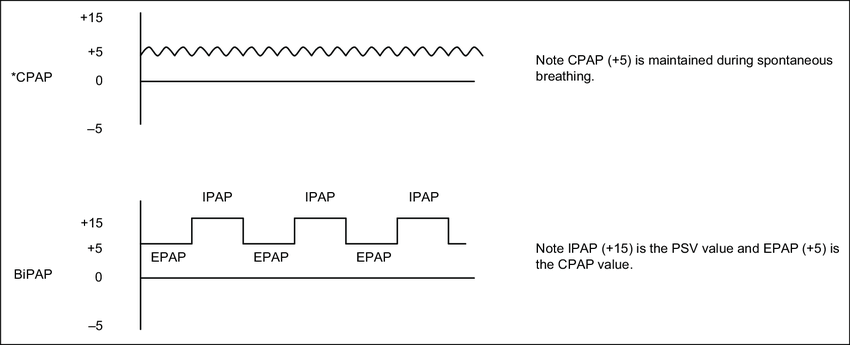 +15
+5
*CPAP
0
–5
Note CPAP (+5) is maintained during spontaneous
breathing.
IPAP IPAP IPAP
+15
+5
EPAP EPAP EPAP
BiPAP
0
–5
Note IPAP (+15) is the PSV value and EPAP (+5) is
the CPAP value.